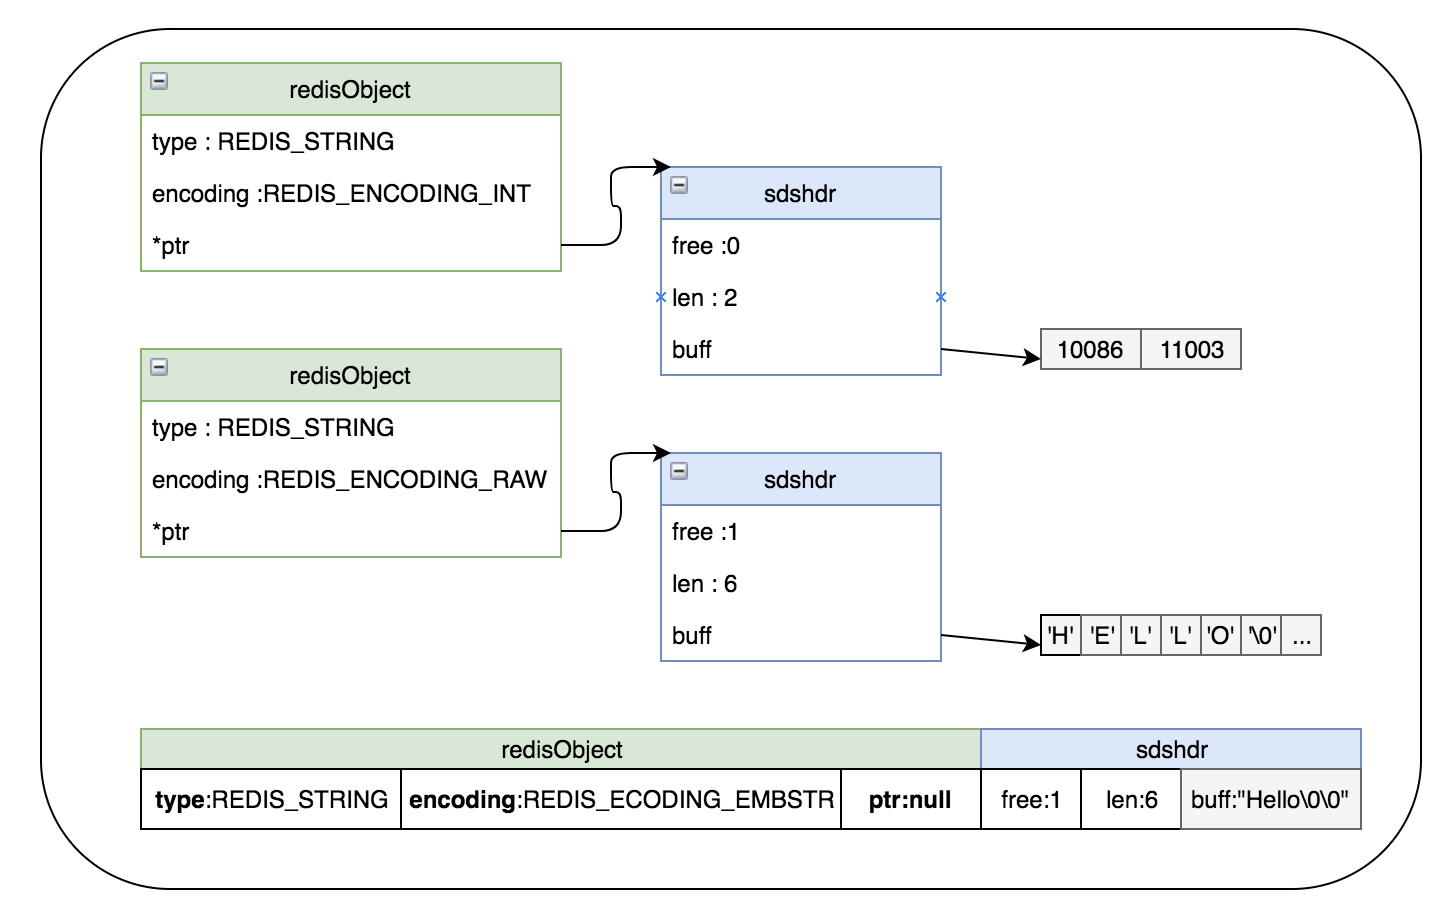 redisObject
type : REDIS_STRING
encoding :REDIS_ENCODING_INT
*ptr
sdshdr
free :0
len : 2
buff
10086 11003
redisObject
type : REDIS_STRING
encoding :REDIS_ENCODING_RAW
*ptr
sdshdr
free :1
len : 6
buff
'H' 'E' 'L' 'L' 'O' '\0' ...
redisObject sdshdr
type:REDIS_STRING encoding:REDIS_ECODING_EMBSTR ptr:null free:1 len:6 buff:"Hello\0\0"